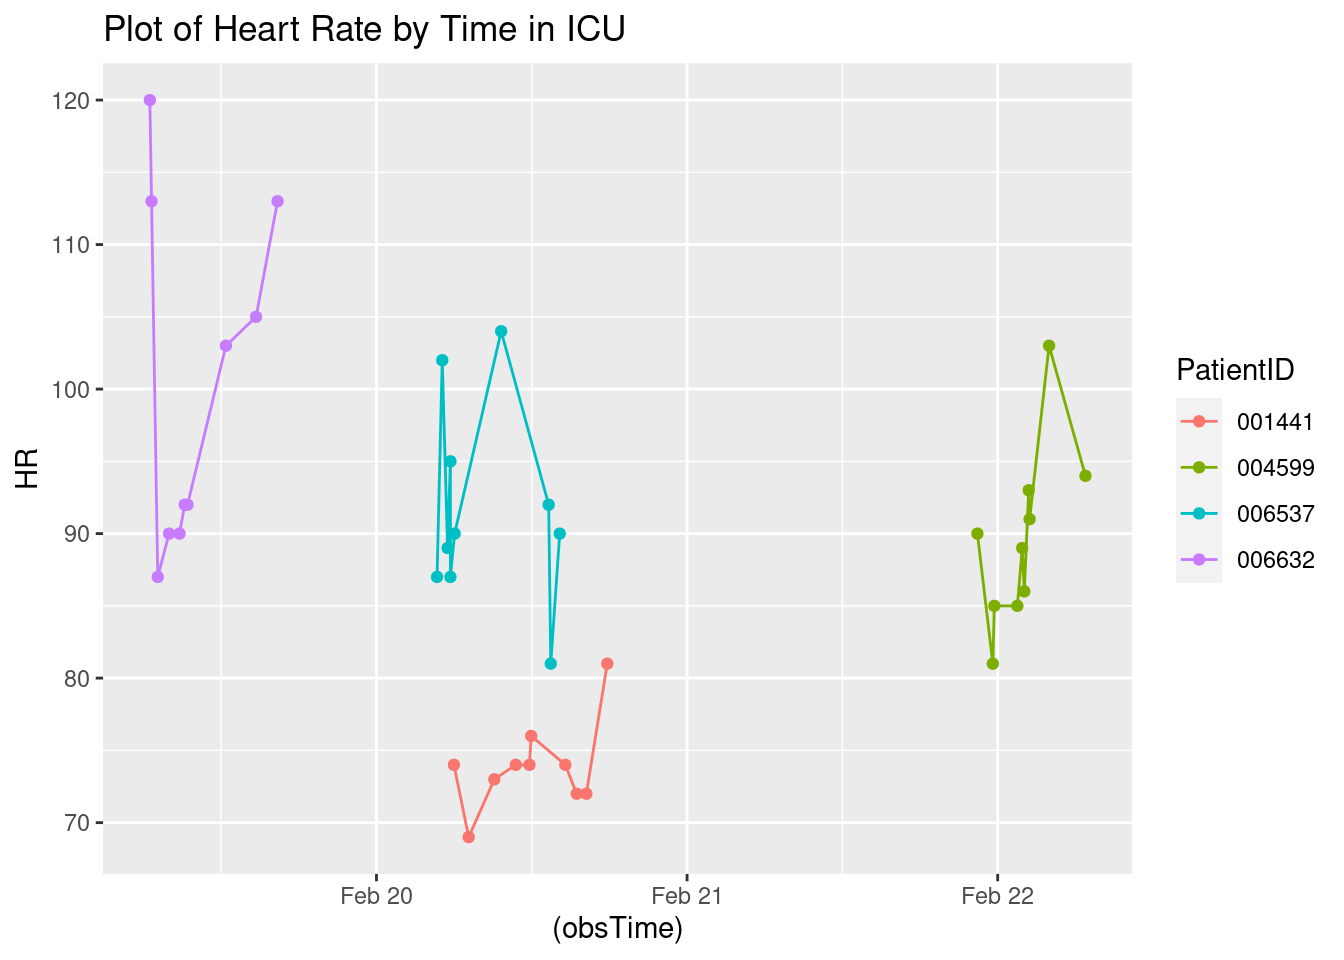 Plot of Heart Rate by Time in ICU
120
110
100
90
80
70
HR
Feb 20
Feb 21
Feb 22
(obsTime)
PatientID
001441
004599
006537
006632